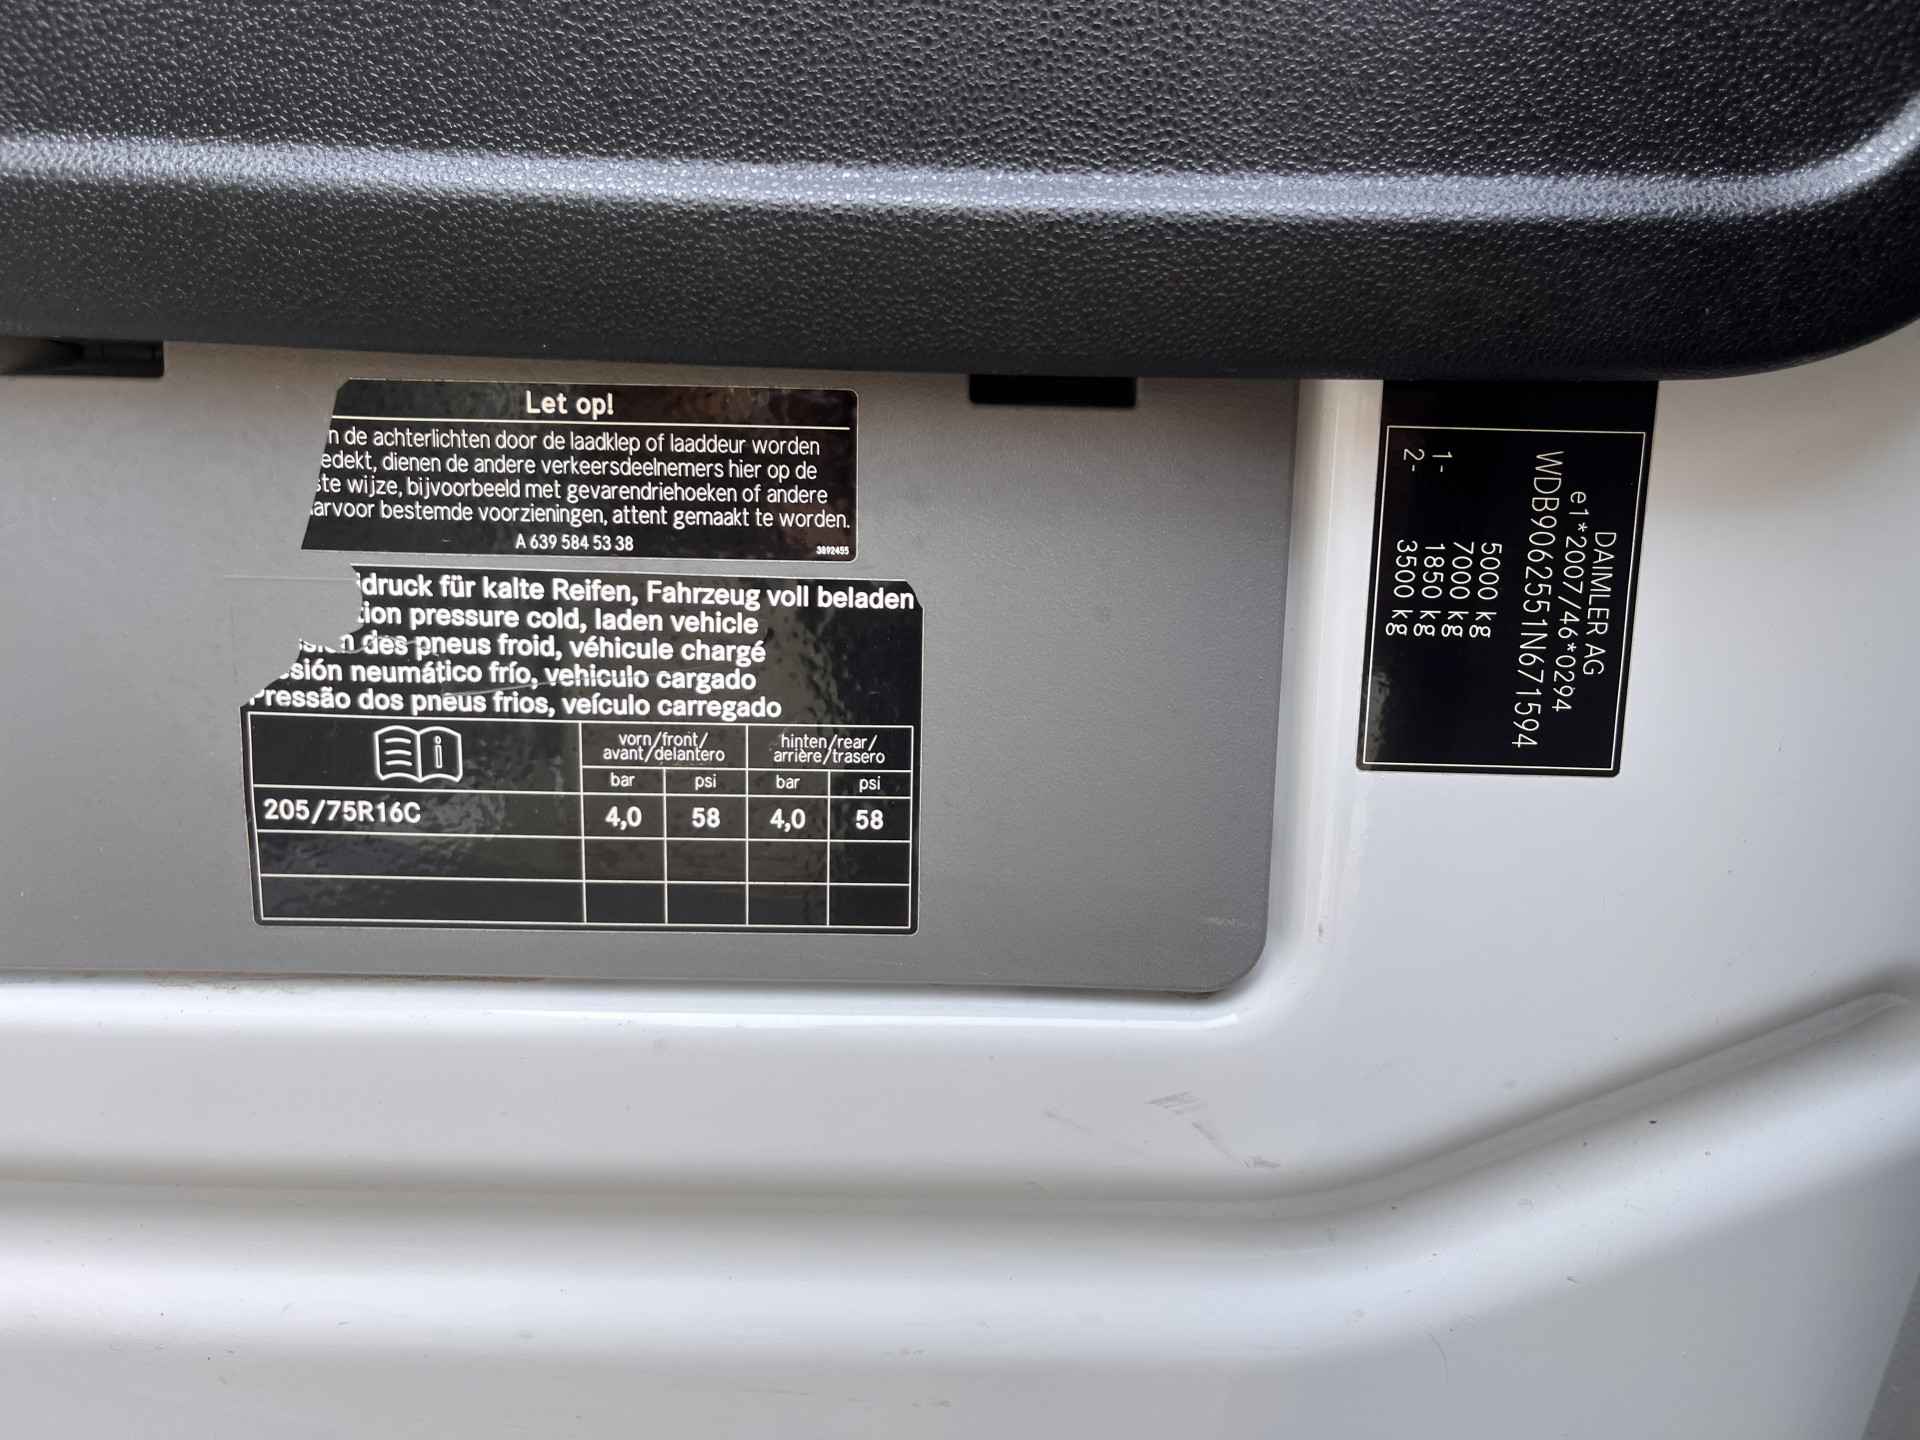 Let op!
n de achterlichten door de laadklep of laaddeur worden
edekt, dienen de andere verkeersdeelnemers hier op de
ste wijze, bijvoorbeeld met gevarendriehoeken of andere
arvoor bestemde voorzieningen, attent gemaakt te worden.
A 639 584 53 38
3892455
druck für kalte Reifen, Fahrzeug voll beladen
tion pressure cold, laden vehicle
ssion des pneus froid, véhicule chargé
sión neumático frío, vehiculo cargado
Pressão dos pneus frios, veículo carregado
i vorn/front/ hinten/rear/
avant/delantero arrière/trasero
bar psi bar psi
205/75R16C 4,0 58 4,0 58
DAIMLER AG
e1*2007/46*0294
WDB9062551N671594
5000 kg
7000 kg
1- 1850 kg
2- 3500 kg